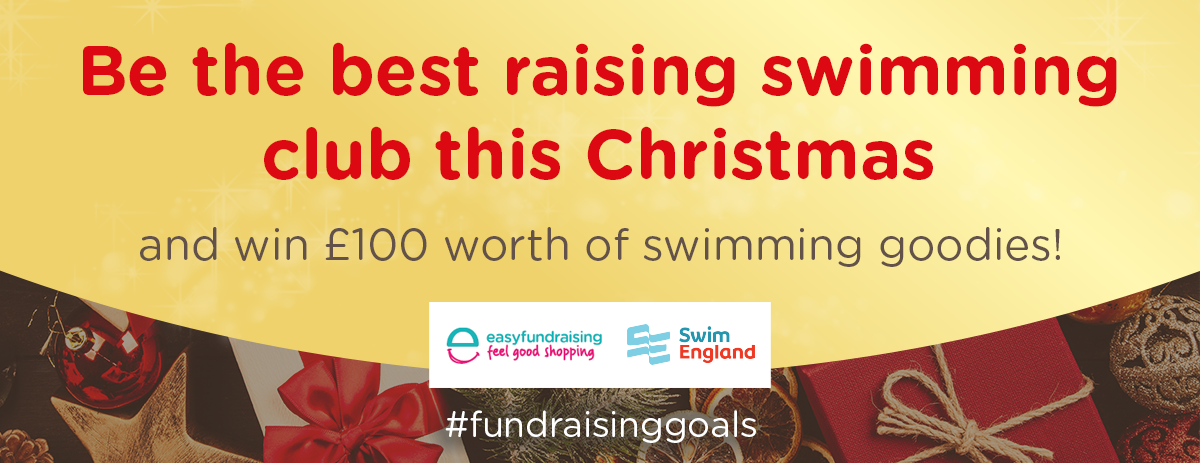 Be the best raising swimming
club this Christmas
and win £100 worth of swimming goodies!
easyfundraising
feel good shopping
Swim
England
#fundraisinggoals